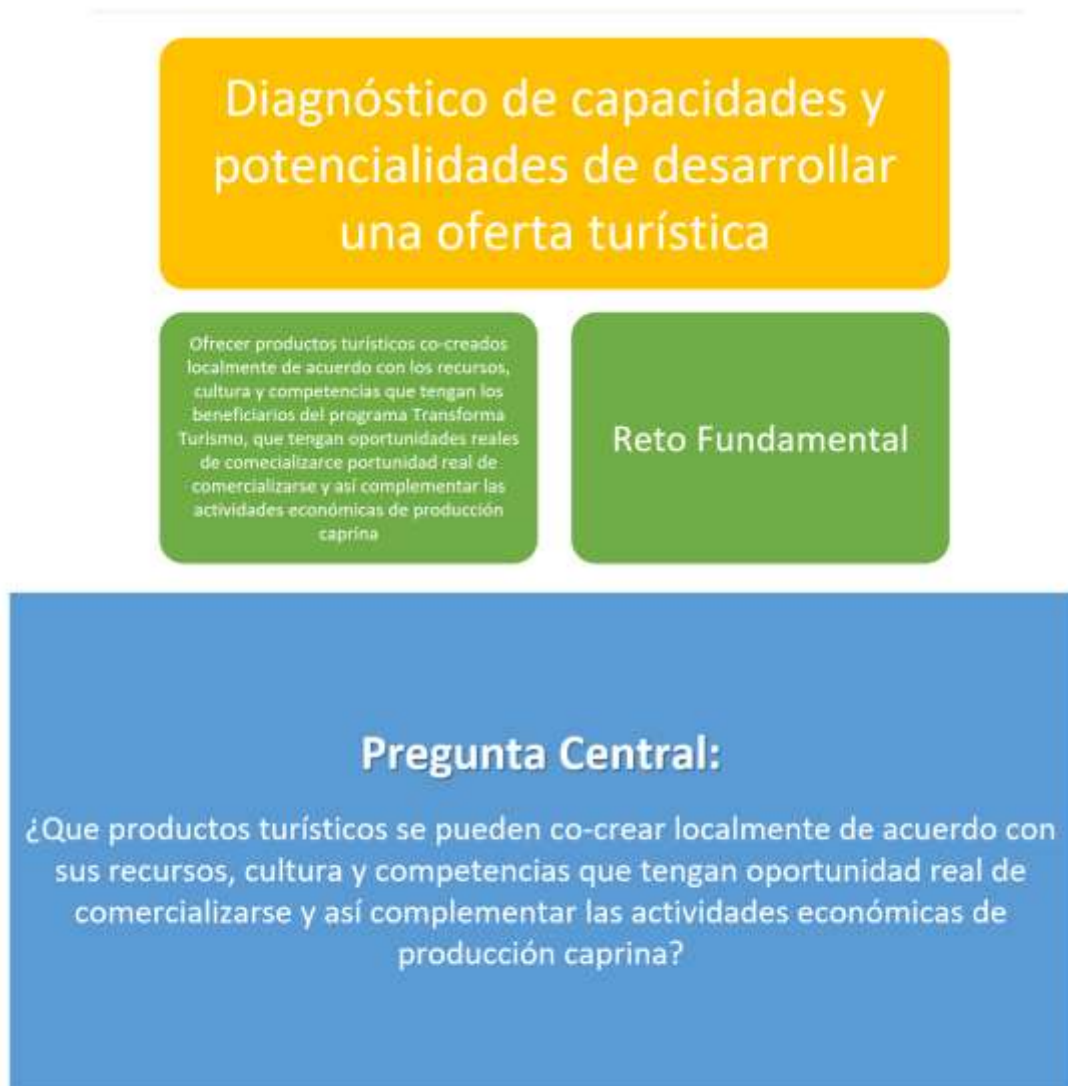 Diagnóstico de capacidades y
potencialidades de desarrollar
una oferta turística
Ofrecer productos turísticos co-creados
localmente de acuerdo con los recursos,
cultura y competencias que tengan los
beneficiarios del programa Transforma
Turismo, que tengan oportunidades reales
de comecializarce portunidad real de
comercializarse y así complementar las
actividades económicas de producción
caprina
Reto Fundamental
Pregunta Central:
¿Que productos turísticos se pueden co-crear localmente de acuerdo con
sus recursos, cultura y competencias que tengan oportunidad real de
comercializarse y así complementar las actividades económicas de
producción caprina?